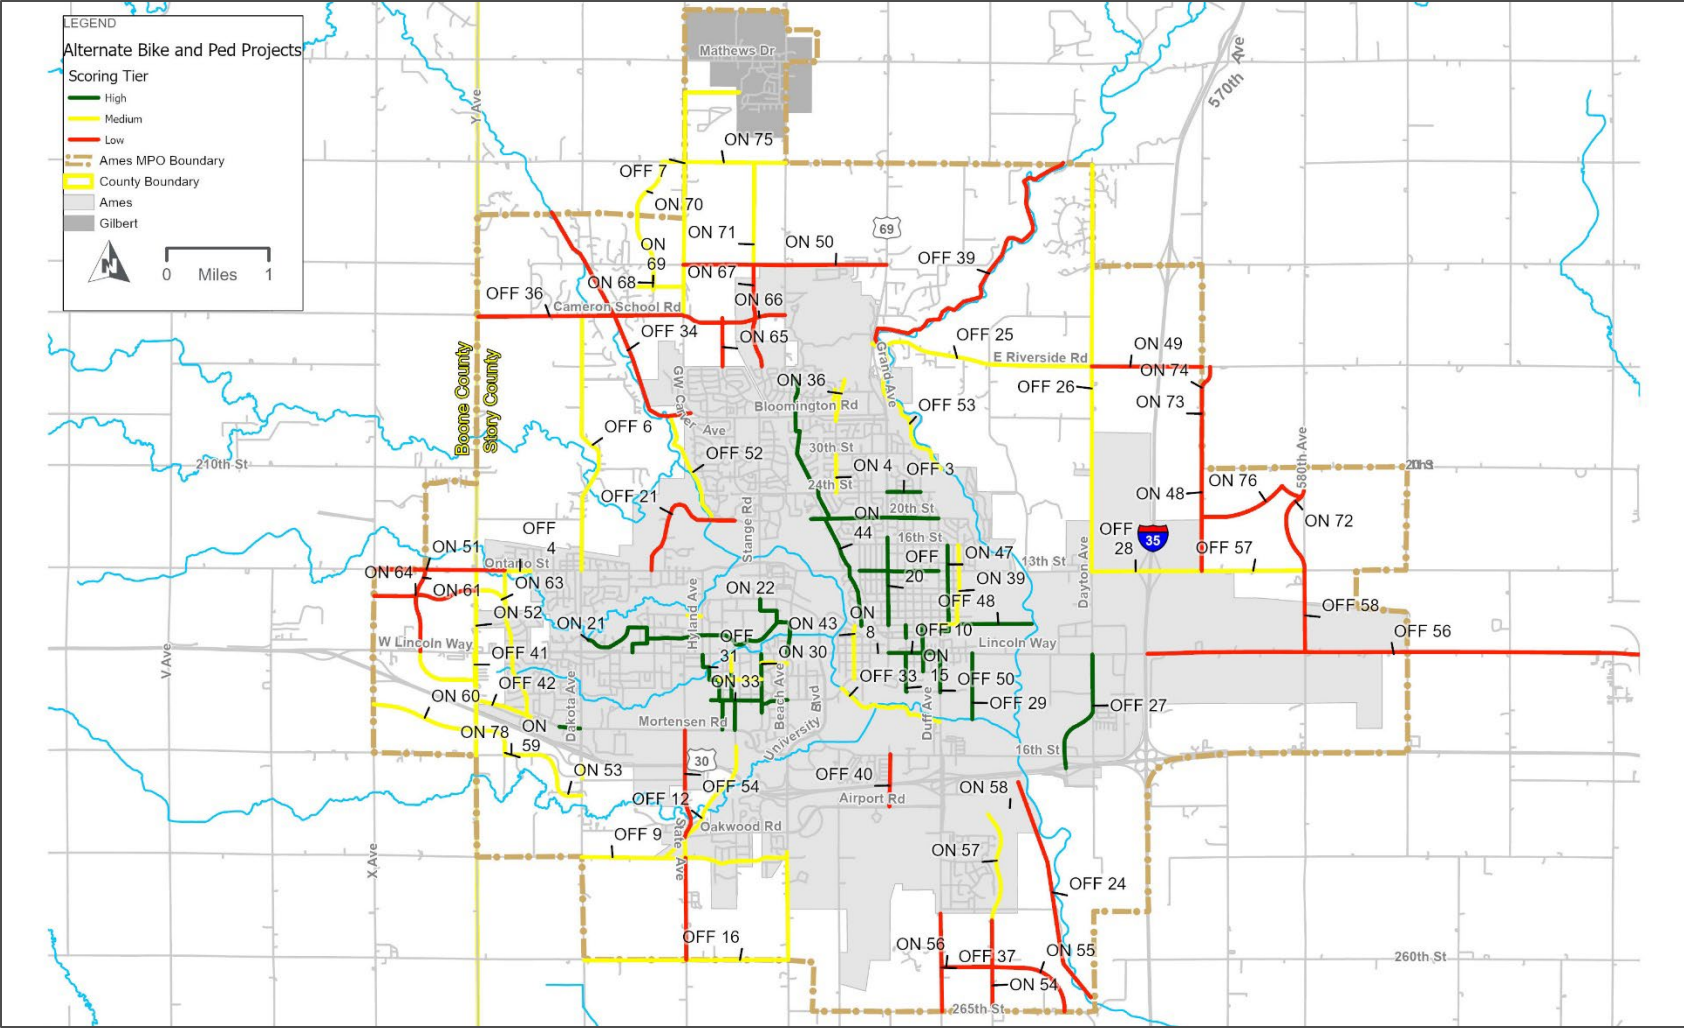 LEGEND
Alternate Bike and Ped Projects
Scoring Tier
High
Medium
Low
Ames MPO Boundary
County Boundary
Ames
Gilbert
N
0 Miles 1
Mathews Dr
Y Ave
570th Ave
ON 75
OFF 7
ON 70
ON 71
ON 50
69
ON
69
ON 67
OFF 39
ON 68
OFF 36
Cameron School Rd
ON 66
OFF 34
ON 65
OFF 25
E Riverside Rd
ON 49
ON 74
Grand Ave
GW Carver Ave
ON 36
OFF 26
Bloomington Rd
ON 73
OFF 53
Boone County
Story County
OFF 6
580th Ave
30th St
210th St
OFF 52
ON 4
OFF 3
24th St
ON 76
ON 48
OFF 21
20th St
ON
44
ON 72
OFF
4
Stange Rd
16th St
OFF
28
35
OFF 57
ON 51
Ontario St
OFF
20
ON 47
13th St
ON 64
ON 61
ON 63
ON 22
ON 39
Dayton Ave
OFF 48
OFF 58
ON 52
ON 21
Hyland Ave
ON 43
ON
8
OFF 10
Lincoln Way
OFF 56
W Lincoln Way
OFF
31
ON 30
ON
15
V Ave
OFF 41
ON 33
OFF 33
OFF 50
OFF 42
Dakota Ave
Beach Ave
ON 60
OFF 29
OFF 27
Duff Ave
ON 78
ON
59
Mortensen Rd
University Blvd
16th St
30
ON 53
OFF 54
OFF 40
Airport Rd
ON 58
OFF 12
Oakwood Rd
OFF 9
State Ave
X Ave
ON 57
OFF 24
OFF 16
ON 56
OFF 37
ON 55
260th St
ON 54
265th St